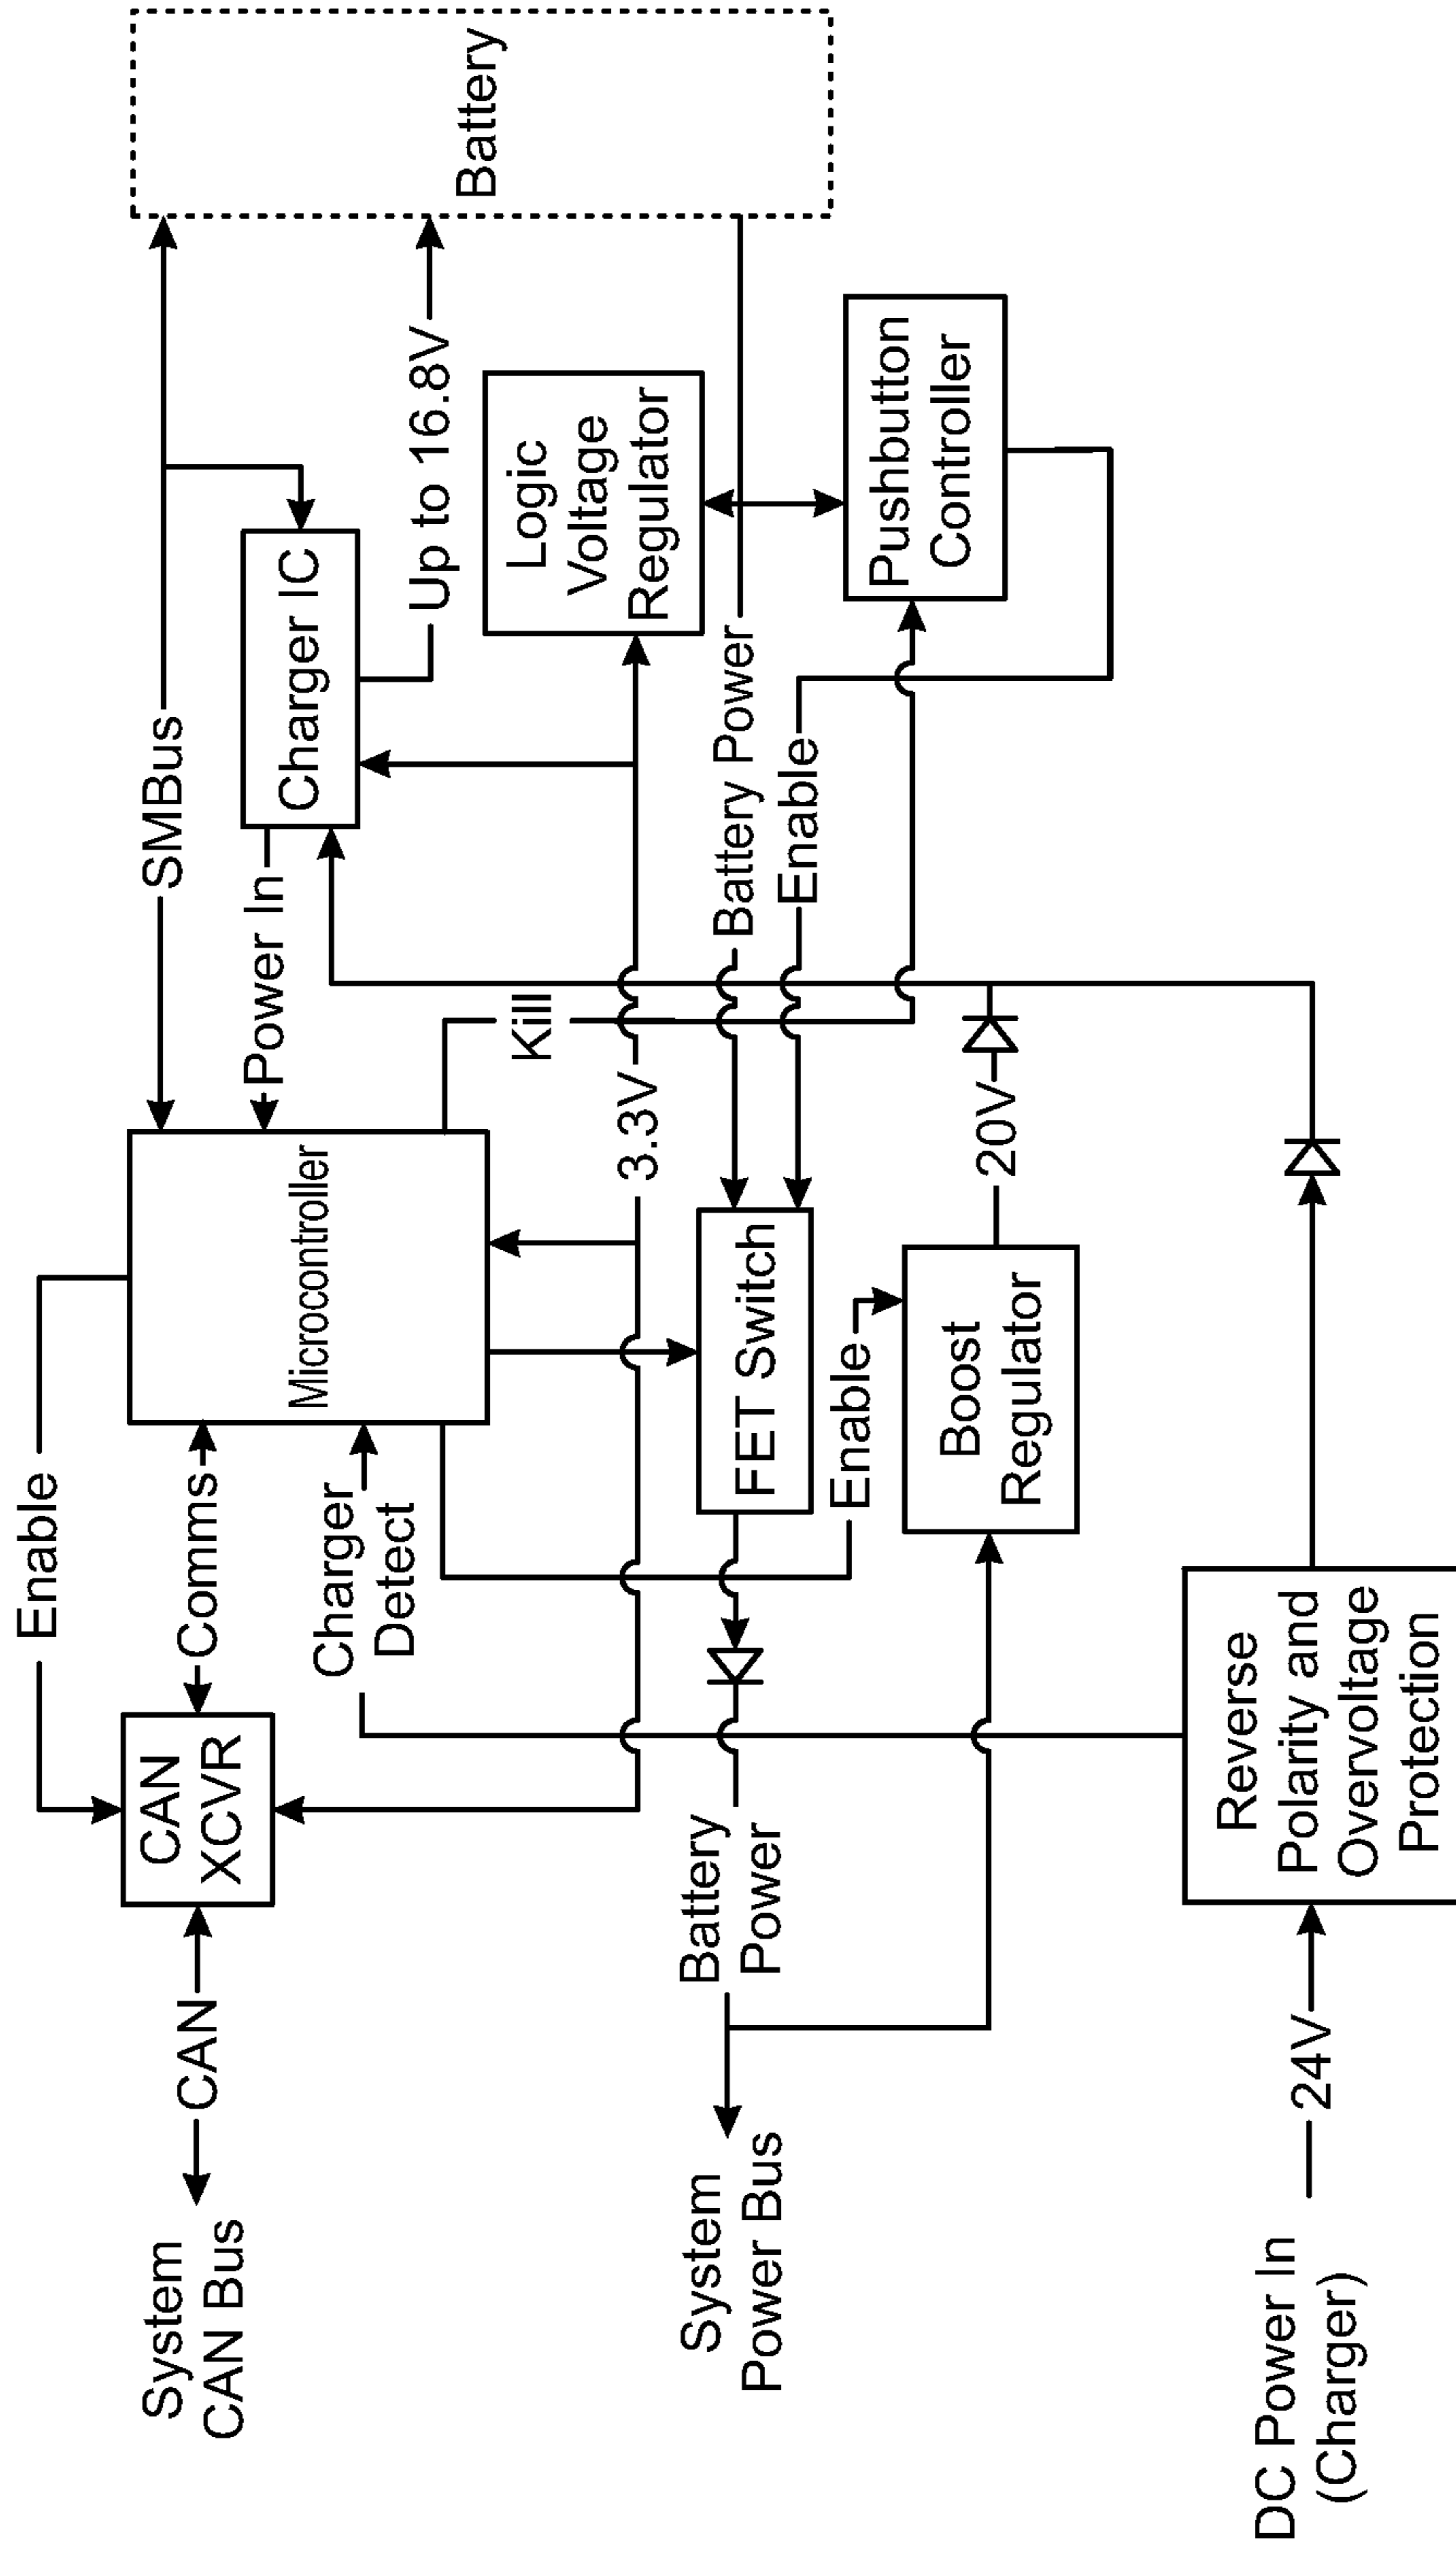 Enable
System
CAN Bus
CAN
CAN
XCVR
Comms
Charger
Detect
Microcontroller
SMBus
Power In
Charger IC
Up to 16.8V
Battery
Kill
3.3V
Logic
Voltage
Regulator
System
Power Bus
Battery
Power
FET Switch
Battery Power
Enable
Enable
Boost
Regulator
20V
Pushbutton
Controller
DC Power In
(Charger)
24V
Reverse
Polarity and
Overvoltage
Protection